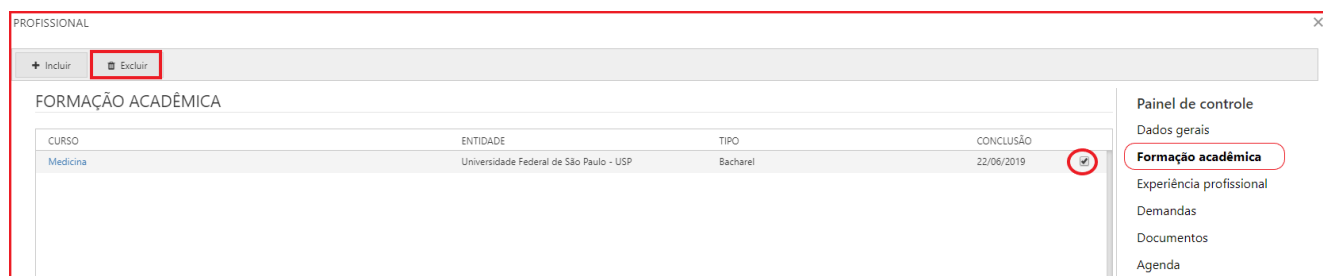 PROFISSIONAL
+ Incluir Excluir
FORMAÇÃO ACADÊMICA
CURSO ENTIDADE TIPO CONCLUSÃO
Medicina Universidade Federal de São Paulo - USP Bacharel 22/06/2019
Painel de controle
Dados gerais
Formação acadêmica
Experiência profissional
Demandas
Documentos
Agenda